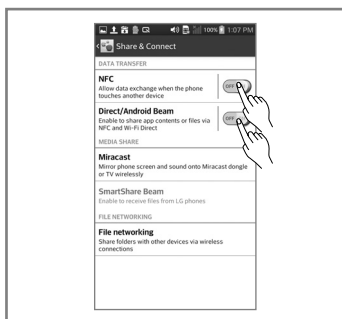 100% 1:07 PM
Share & Connect
DATA TRANSFER
NFC
Allow data exchange when the phone
touches another device
OFF
Direct/Android Beam
Enable to share app contents or files via
NFC and Wi-Fi Direct
OFF
MEDIA SHARE
Miracast
Mirror phone screen and sound onto Miracast dongle
or TV wirelessly
SmartShare Beam
Enable to receive files from LG phones
FILE NETWORKING
File networking
Share folders with other devices via wireless
connections